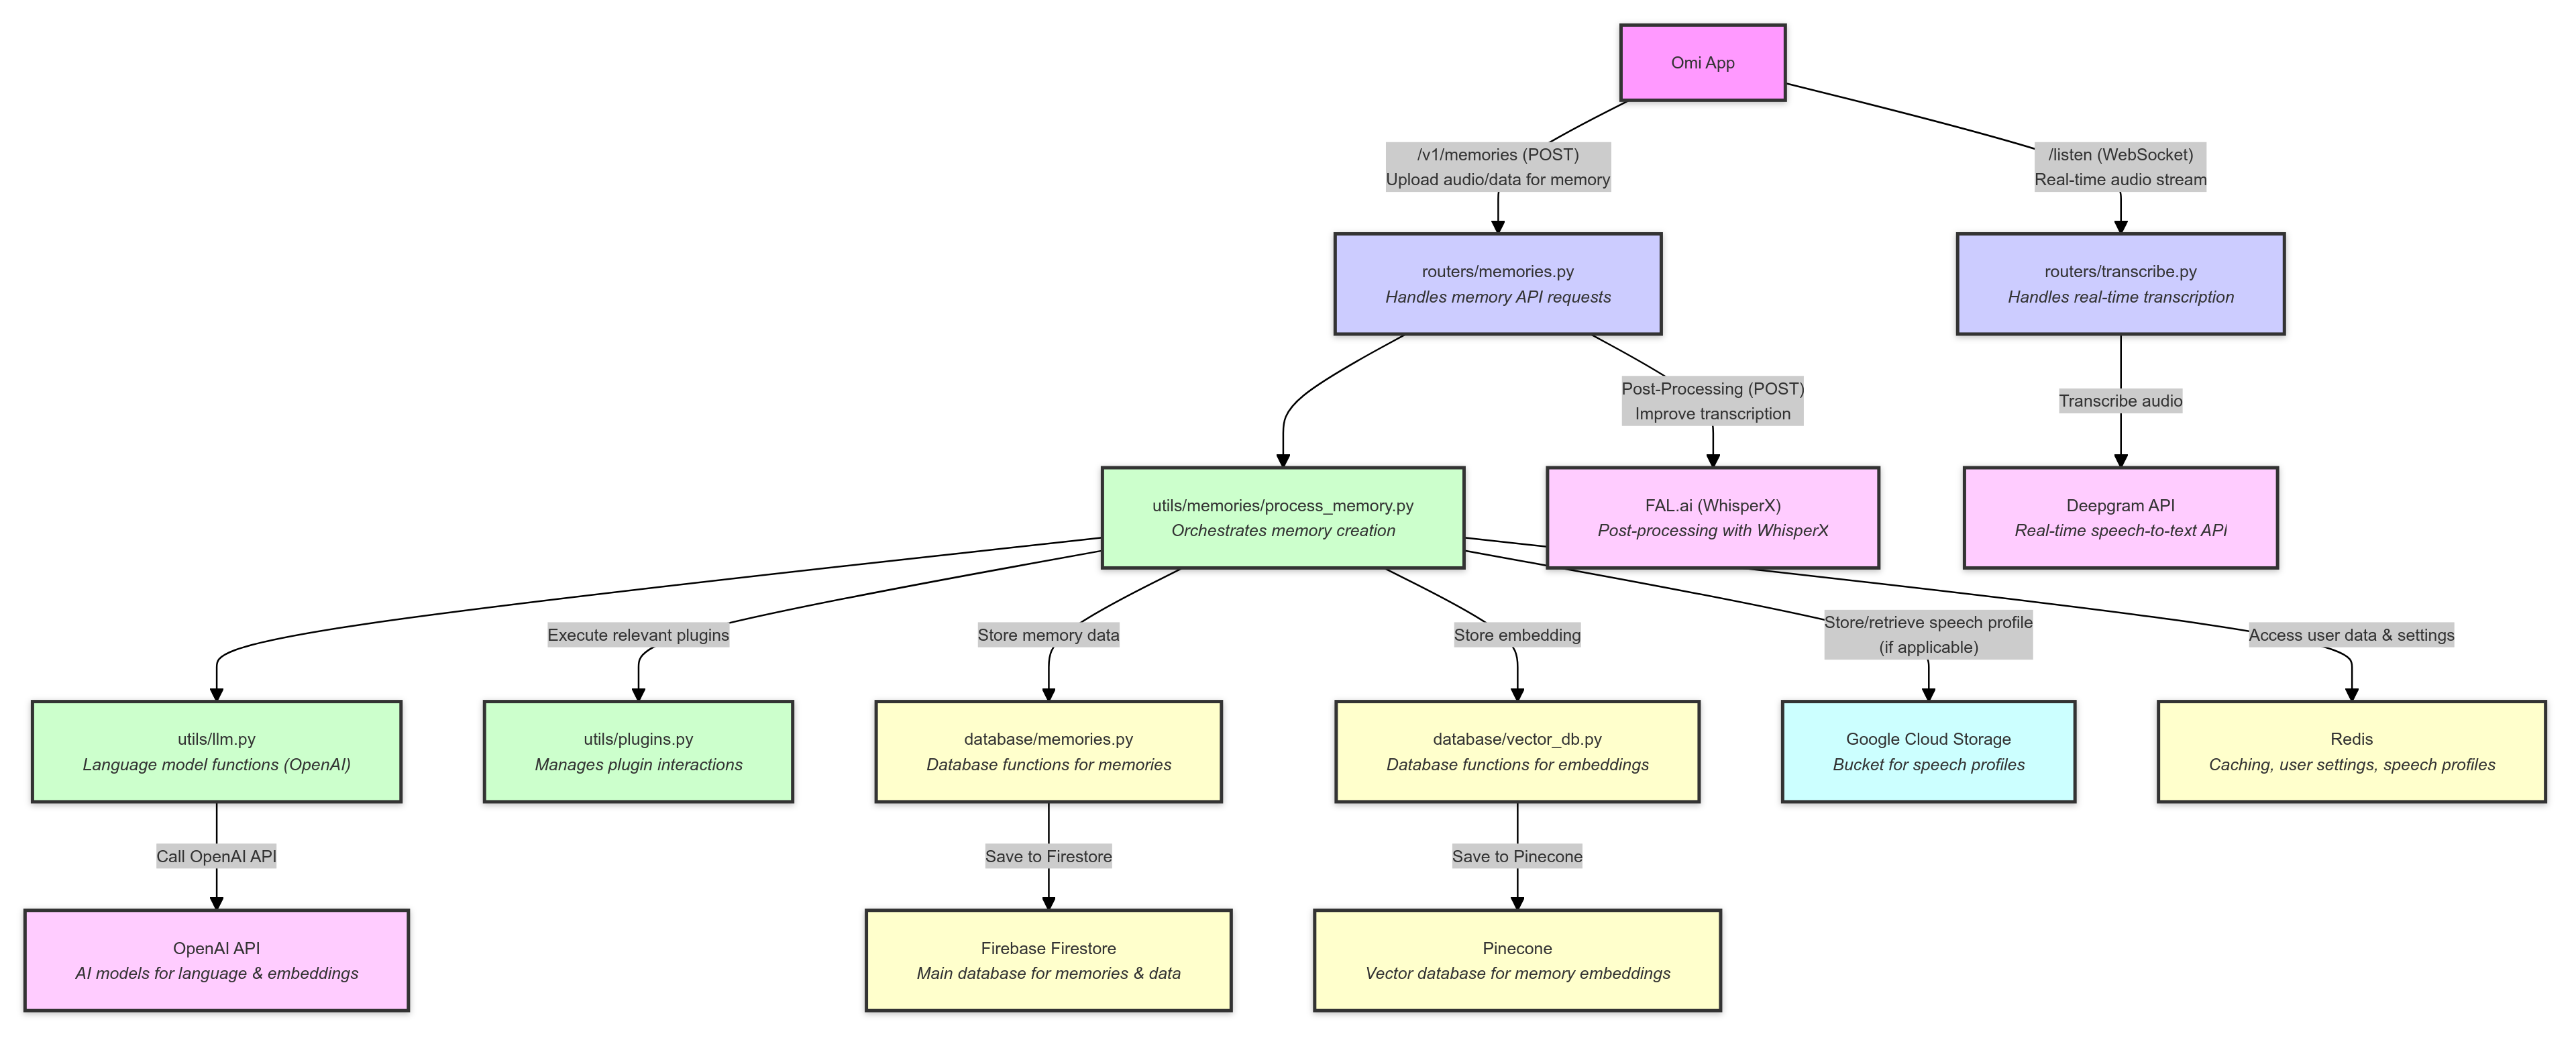 Omi App
/v1/memories (POST)
Upload audio/data for memory
/listen (WebSocket)
Real-time audio stream
routers/memories.py
Handles memory API requests
routers/transcribe.py
Handles real-time transcription
Post-Processing (POST)
Improve transcription
Transcribe audio
utils/memories/process_memory.py
Orchestrates memory creation
FAL.ai (WhisperX)
Post-processing with WhisperX
Deepgram API
Real-time speech-to-text API
Execute relevant plugins
Store memory data
Store embedding
Store/retrieve speech profile
(if applicable)
Access user data & settings
utils/llm.py
Language model functions (OpenAI)
utils/plugins.py
Manages plugin interactions
database/memories.py
Database functions for memories
database/vector_db.py
Database functions for embeddings
Google Cloud Storage
Bucket for speech profiles
Redis
Caching, user settings, speech profiles
Call OpenAI API
Save to Firestore
Save to Pinecone
OpenAI API
AI models for language & embeddings
Firebase Firestore
Main database for memories & data
Pinecone
Vector database for memory embeddings